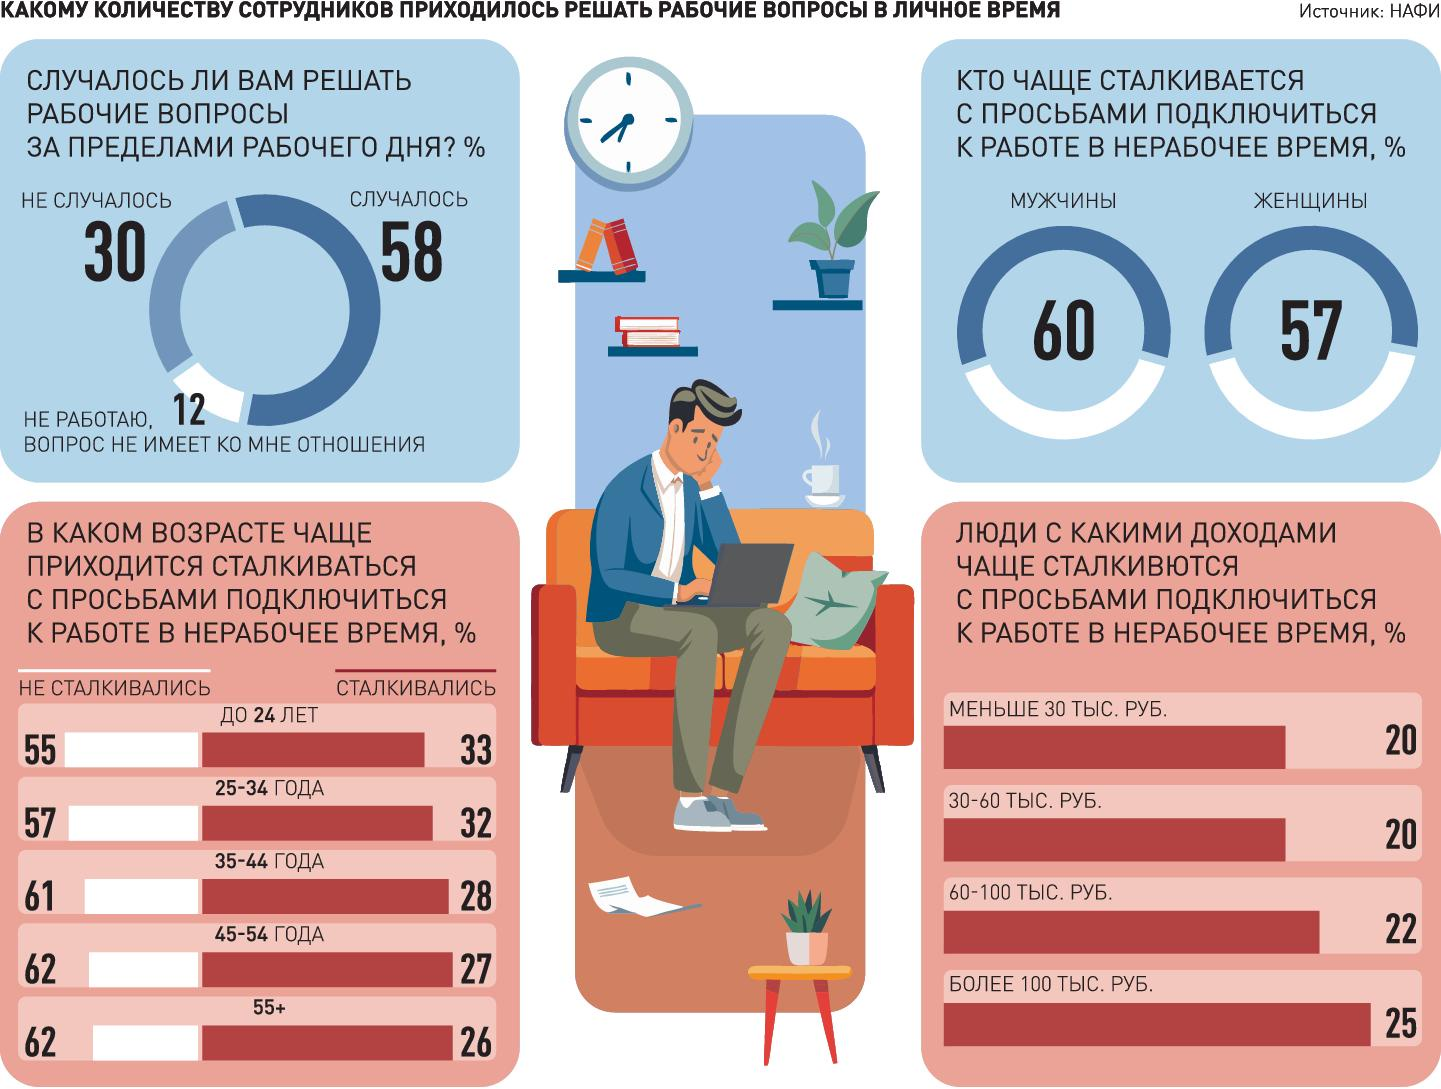 КАКОМУ КОЛИЧЕСТВУ СОТРУДНИКОВ ПРИХОДИЛОСЬ РЕШАТЬ РАБОЧИЕ ВОПРОСЫ В ЛИЧНОЕ ВРЕМЯ
Источник: НАФИ
СЛУЧАЛОСЬ ЛИ ВАМ РЕШАТЬ
РАБОЧИЕ ВОПРОСЫ
ЗА ПРЕДЕЛАМИ РАБОЧЕГО ДНЯ? %
НЕ СЛУЧАЛОСЬ
30
СЛУЧАЛОСЬ
58
НЕ РАБОТАЮ, 12
ВОПРОС НЕ ИМЕЕТ КО МНЕ ОТНОШЕНИЯ
КТО ЧАЩЕ СТАЛКИВАЕТСЯ
С ПРОСЬБАМИ ПОДКЛЮЧИТЬСЯ
К РАБОТЕ В НЕРАБОЧЕЕ ВРЕМЯ, %
МУЖЧИНЫ
60
ЖЕНЩИНЫ
57
В КАКОМ ВОЗРАСТЕ ЧАЩЕ
ПРИХОДИТСЯ СТАЛКИВАТЬСЯ
С ПРОСЬБАМИ ПОДКЛЮЧИТЬСЯ
К РАБОТЕ В НЕРАБОЧЕЕ ВРЕМЯ, %
НЕ СТАЛКИВАЛИСЬ СТАЛКИВАЛИСЬ
ДО 24 ЛЕТ
55 33
25-34 ГОДА
57 32
35-44 ГОДА
61 28
45-54 ГОДА
62 27
55+
62 26
ЛЮДИ С КАКИМИ ДОХОДАМИ
ЧАЩЕ СТАЛКИВЮТСЯ
С ПРОСЬБАМИ ПОДКЛЮЧИТЬСЯ
К РАБОТЕ В НЕРАБОЧЕЕ ВРЕМЯ, %
МЕНЬШЕ 30 ТЫС. РУБ.
20
30-60 ТЫС. РУБ.
20
60-100 ТЫС. РУБ.
22
БОЛЕЕ 100 ТЫС. РУБ.
25